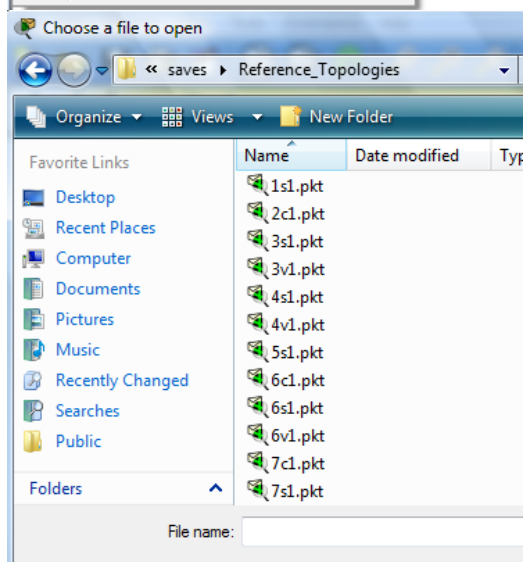 Choose a file to open
« saves Reference_Topologies
Organize Views New Folder
Favorite Links
Desktop
Recent Places
Computer
Documents
Pictures
Music
Recently Changed
Searches
Public
Folders
Name Date modified Typ
1s1.pkt
2c1.pkt
3s1.pkt
3v1.pkt
4s1.pkt
4v1.pkt
5s1.pkt
6c1.pkt
6s1.pkt
6v1.pkt
7c1.pkt
7s1.pkt
File name: